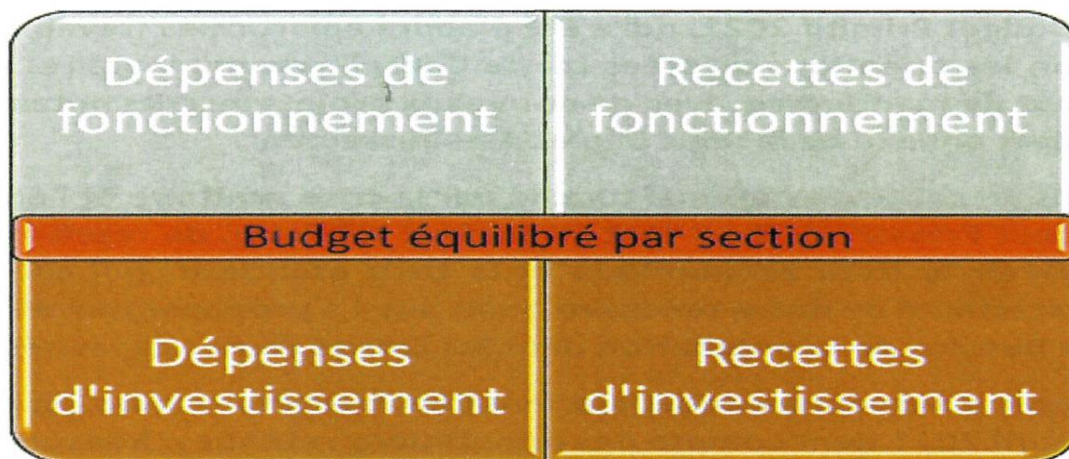 Dépenses de
fonctionnement
Recettes de
fonctionnement
Budget équilibré par section
Dépenses
d'investissement
Recettes
d'investissement